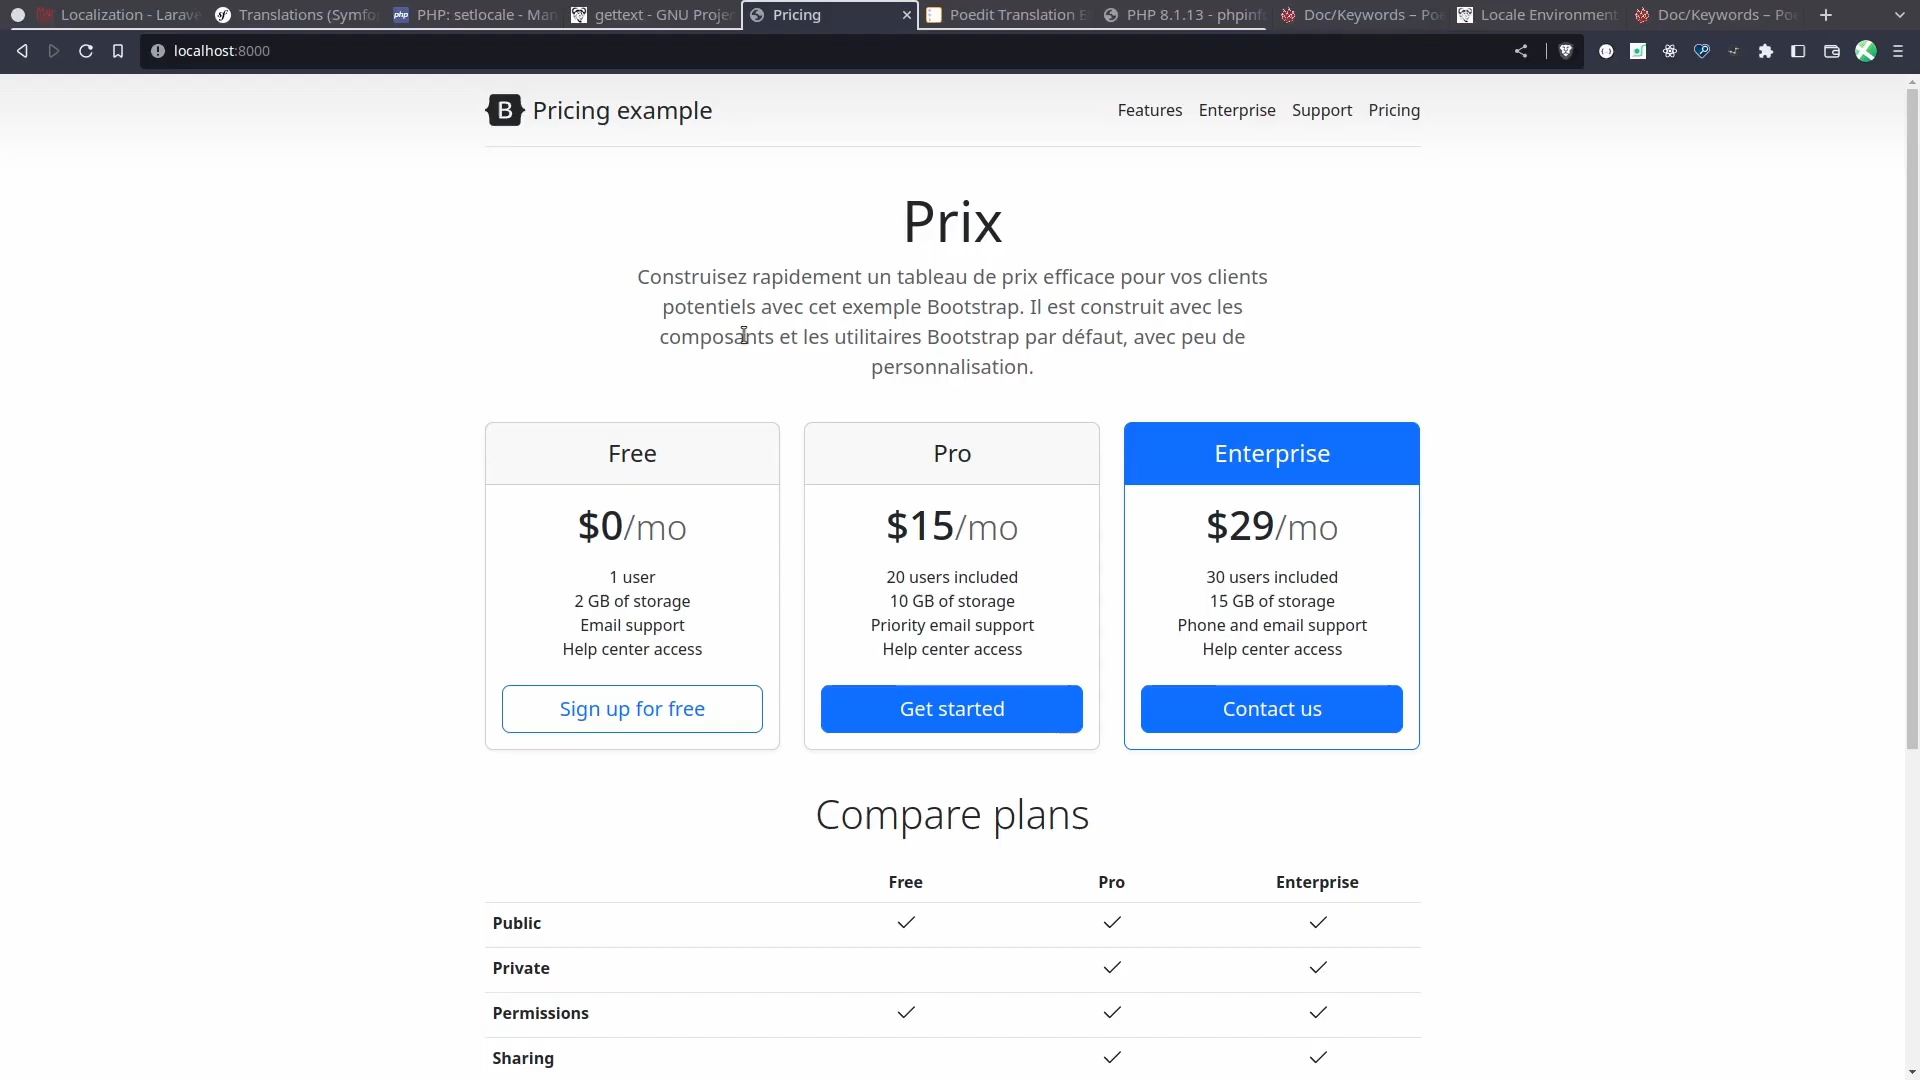 Localization - Larave
Translations (Symfo
PHP: setlocale - Man
gettext - GNU Projec
Pricing
Poedit Translation E
PHP 8.1.13 - phpinf
Doc/Keywords – Po
Locale Environment
Doc/Keywords – Po
localhost:8000
B Pricing example
Features Enterprise Support Pricing
Prix
Construisez rapidement un tableau de prix efficace pour vos clients
potentiels avec cet exemple Bootstrap. Il est construit avec les
composants et les utilitaires Bootstrap par défaut, avec peu de
personnalisation.
Free
$0/mo
1 user
2 GB of storage
Email support
Help center access
Sign up for free
Pro
$15/mo
20 users included
10 GB of storage
Priority email support
Help center access
Get started
Enterprise
$29/mo
30 users included
15 GB of storage
Phone and email support
Help center access
Contact us
Compare plans
Free Pro Enterprise
Public
Private
Permissions
Sharing